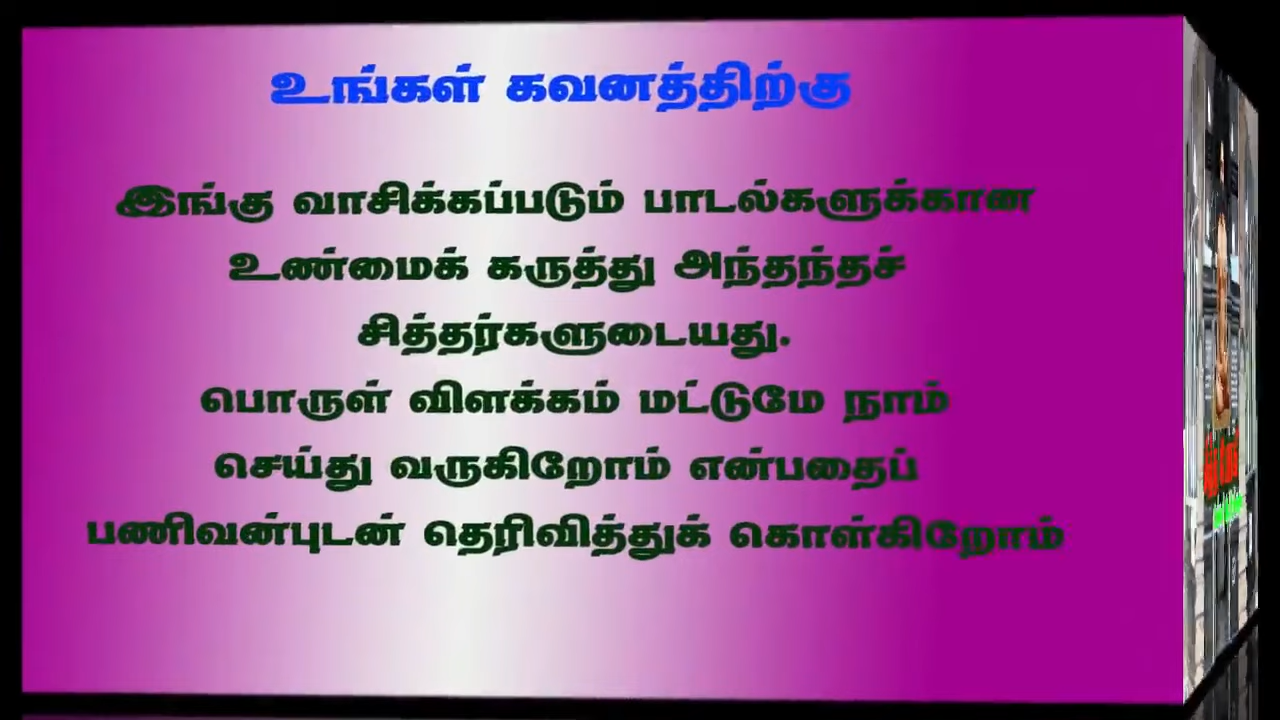 உங்கள் கவனத்திற்கு
இங்கு வாசிக்கப்படும் பாடல்களுக்கான
உண்மைக் கருத்து அந்தந்தச்
சித்தர்களுடையது.
பொருள் விளக்கம் மட்டுமே நாம்
செய்து வருகிறோம் என்பதைப்
பணிவன்புடன் தெரிவித்துக் கொள்கிறோம்